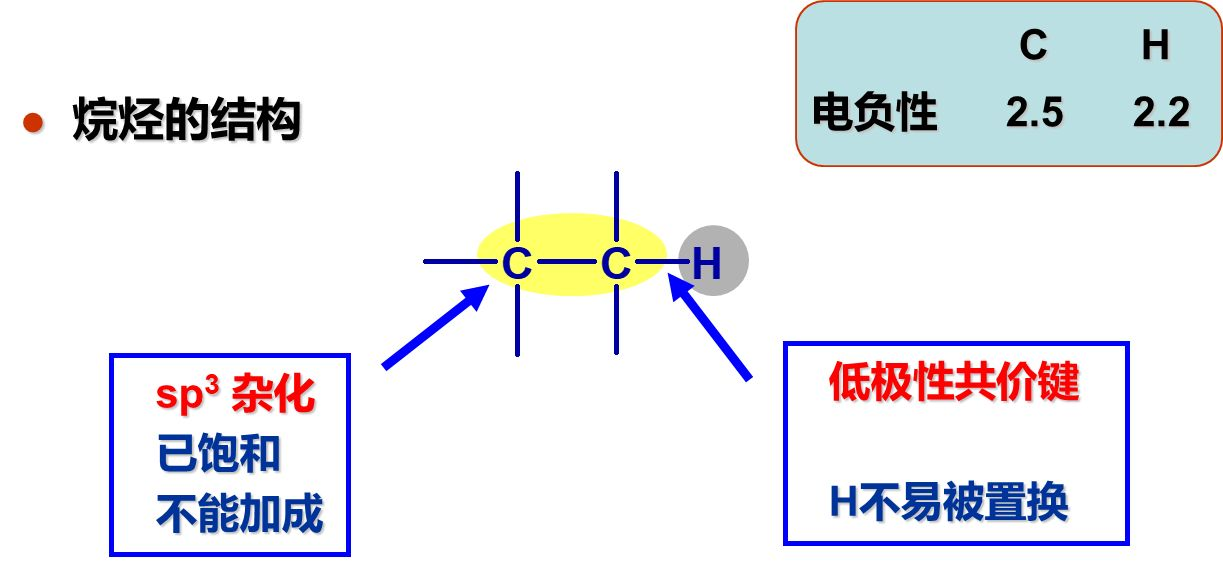 C H
电负性 2.5 2.2
• 烷烃的结构
C C H
sp³ 杂化
已饱和
不能加成
低极性共价键
H不易被置换